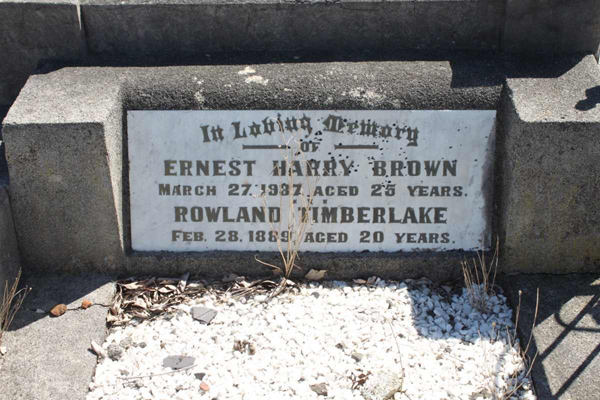 In Loving Memory
OF
ERNEST HARRY BROWN
MARCH 27, 1937, AGED 25 YEARS.
ROWLAND TIMBERLAKE
FEB. 28, 1889, AGED 20 YEARS.